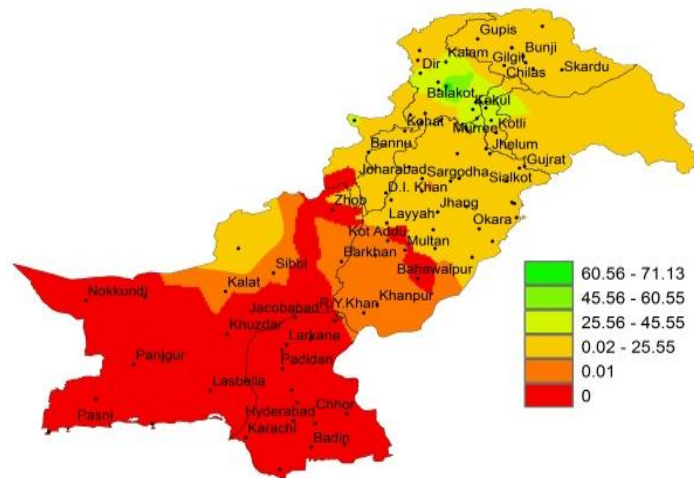 Gupis
Kalam
Bunji
Dir
Gilgit
Chilas
Skardu
Balakot
Kakul
Kohat
Murree
Kotli
Bannu
Jhelum
Gujrat
Joharabad
Sargodha
Sialkot
D.I. Khan
Zhob
Jhang
Layyah
Okara
Kot Addu
Multan
Barkhan
Sibbi
Kalat
Bahawalpur
Nokkundi
Khanpur
R.Y.Khan
Jacobabad
Khuzdar
Larkana
Panjgur
Padidan
Lasbella
Chhor
Pasni
Hyderabad
Karachi
Badin
60.56 - 71.13
45.56 - 60.55
25.56 - 45.55
0.02 - 25.55
0.01
0